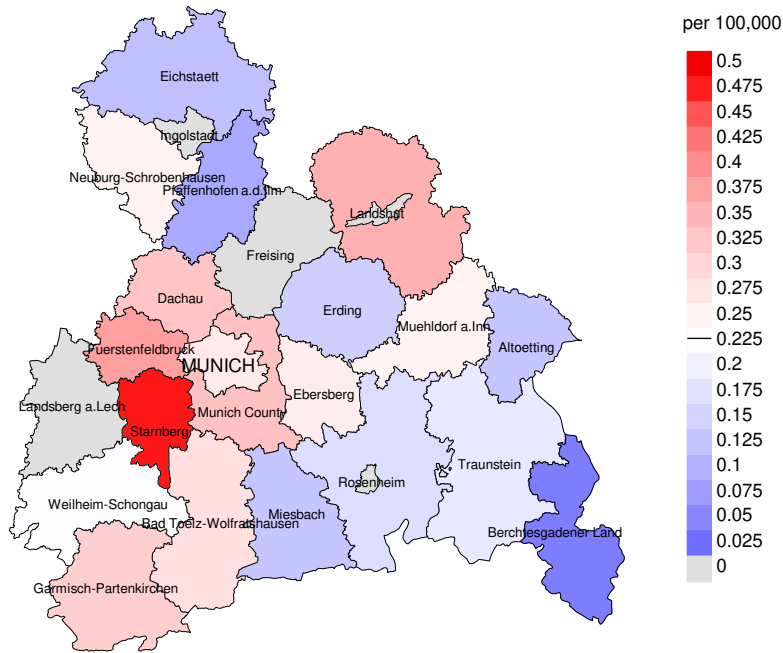 per 100,000
0.5
0.475
0.45
0.425
0.4
0.375
0.35
0.325
0.3
0.275
0.25
0.225
0.2
0.175
0.15
0.125
0.1
0.075
0.05
0.025
0
Eichstaett
Ingolstadt
Neuburg-Schrobenhausen
Pfaffenhofen a.d.Ilm
Landshut
Freising
Dachau
Erding
Muehldorf a.Inn
Altoetting
Fuerstenfeldbruck
MUNICH
Ebersberg
Landsberg a.Lech
Munich County
Starnberg
Traunstein
Rosenheim
Weilheim-Schongau
Miesbach
Bad Toelz-Wolfratshausen
Berchtesgadener Land
Garmisch-Partenkirchen